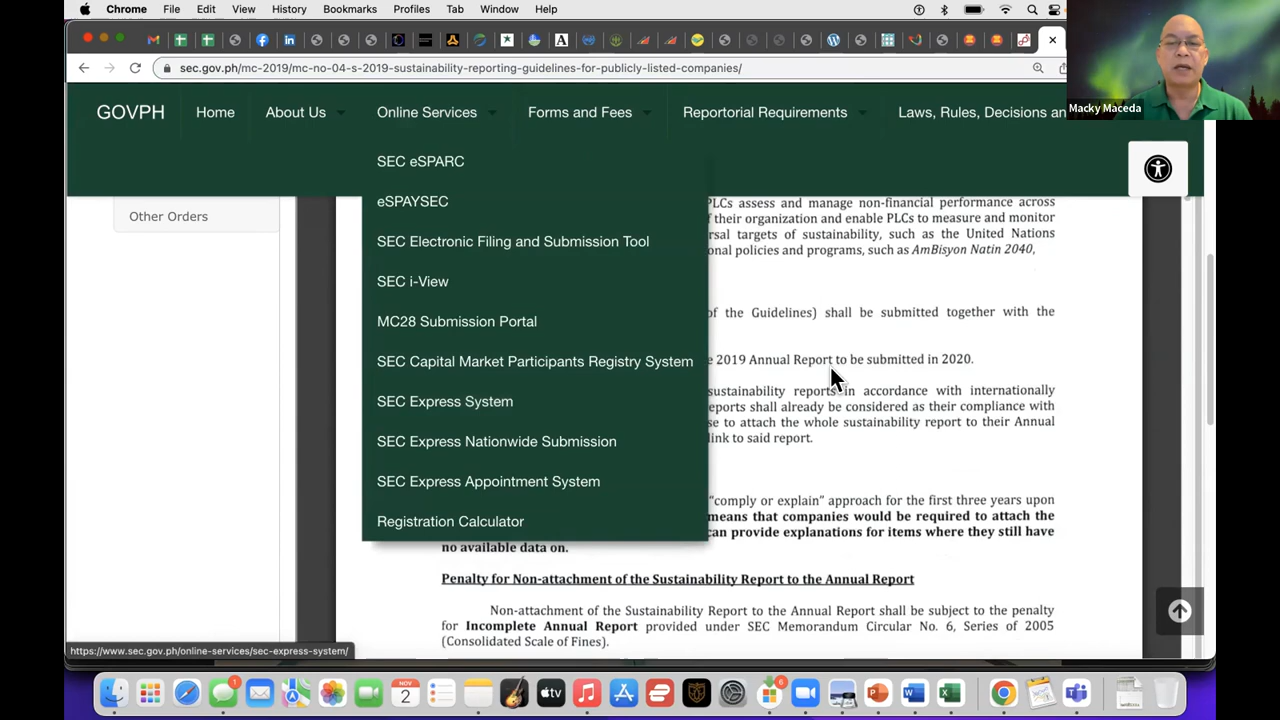 Chrome File Edit View History Bookmarks Profiles Tab Window Help
sec.gov.ph/mc-2019/mc-no-04-s-2019-sustainability-reporting-guidelines-for-publicly-listed-companies/
Macky Maceda
GOVPH Home About Us Online Services Forms and Fees Reportorial Requirements Laws, Rules, Decisions an
SEC eSPARC
eSPAYSEC
SEC Electronic Filing and Submission Tool
SEC i-View
MC28 Submission Portal
SEC Capital Market Participants Registry System
SEC Express System
SEC Express Nationwide Submission
SEC Express Appointment System
Registration Calculator
Other Orders
PLCs assess and manage non-financial performance across
f their organization and enable PLCs to measure and monitor
rsal targets of sustainability, such as the United Nations
onal policies and programs, such as AmBisyon Natin 2040,
of the Guidelines) shall be submitted together with the
e 2019 Annual Report to be submitted in 2020.
sustainability reports in accordance with internationally
eports shall already be considered as their compliance with
se to attach the whole sustainability report to their Annual
link to said report.
"comply or explain" approach for the first three years upon
means that companies would be required to attach the
can provide explanations for items where they still have
no available data on.
Penalty for Non-attachment of the Sustainability Report to the Annual Report
Non-attachment of the Sustainability Report to the Annual Report shall be subject to the penalty
for Incomplete Annual Report provided under SEC Memorandum Circular No. 6, Series of 2005
(Consolidated Scale of Fines).
https://www.sec.gov.ph/online-services/sec-express-system/
1
NOV
2
tv
6